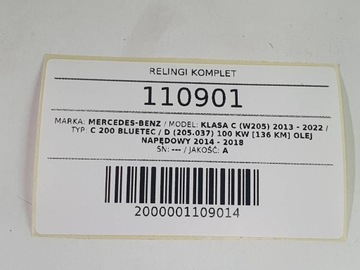 RELINGI KOMPLET
110901
MARKA: MERCEDES-BENZ / MODEL: KLASA C (W205) 2013 - 2022 /
TYP: C 200 BLUETEC / D (205.037) 100 KW [136 KM] OLEJ
NAPĘDOWY 2014 - 2018
SN: --- / JAKOŚĆ: A
2000001109014